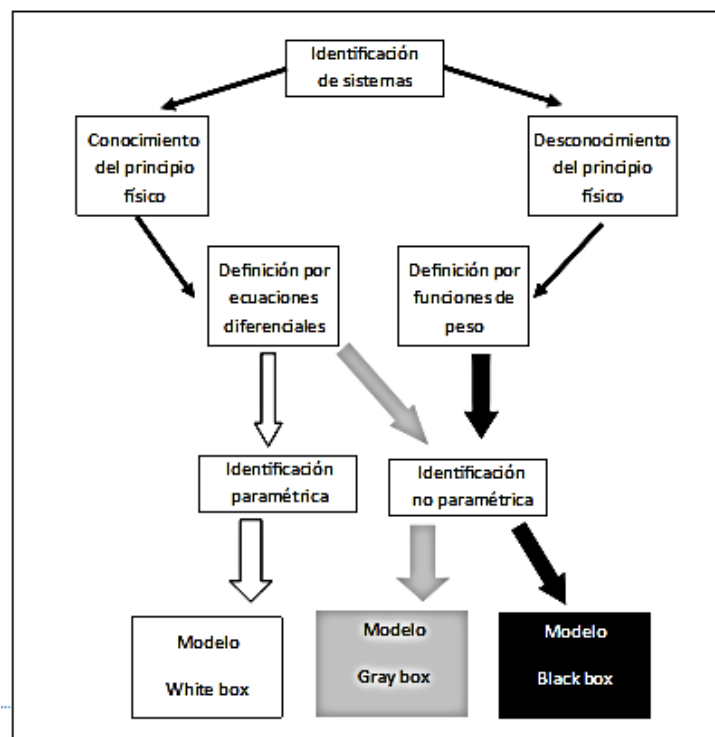 Identificación
de sistemas
Conocimiento
del principio
físico
Desconocimiento
del principio
físico
Definición por
ecuaciones
diferenciales
Definición por
funciones de
peso
Identificación
paramétrica
Identificación
no paramétrica
Modelo
White box
Modelo
Gray box
Modelo
Black box